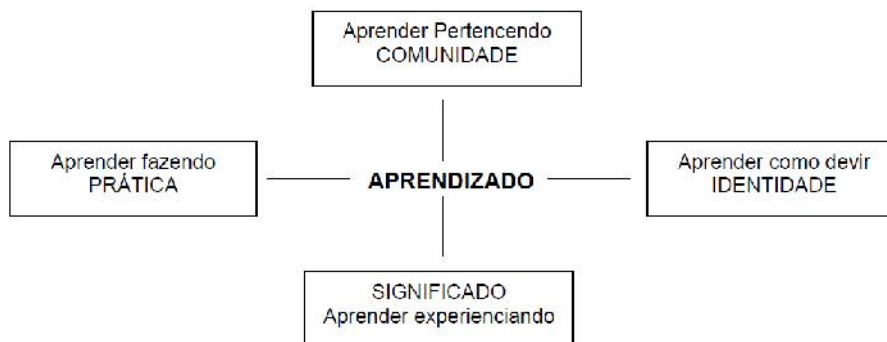 Aprender Pertencendo
COMUNIDADE
Aprender fazendo
PRÁTICA
APRENDIZADO
Aprender como devir
IDENTIDADE
SIGNIFICADO
Aprender experienciando